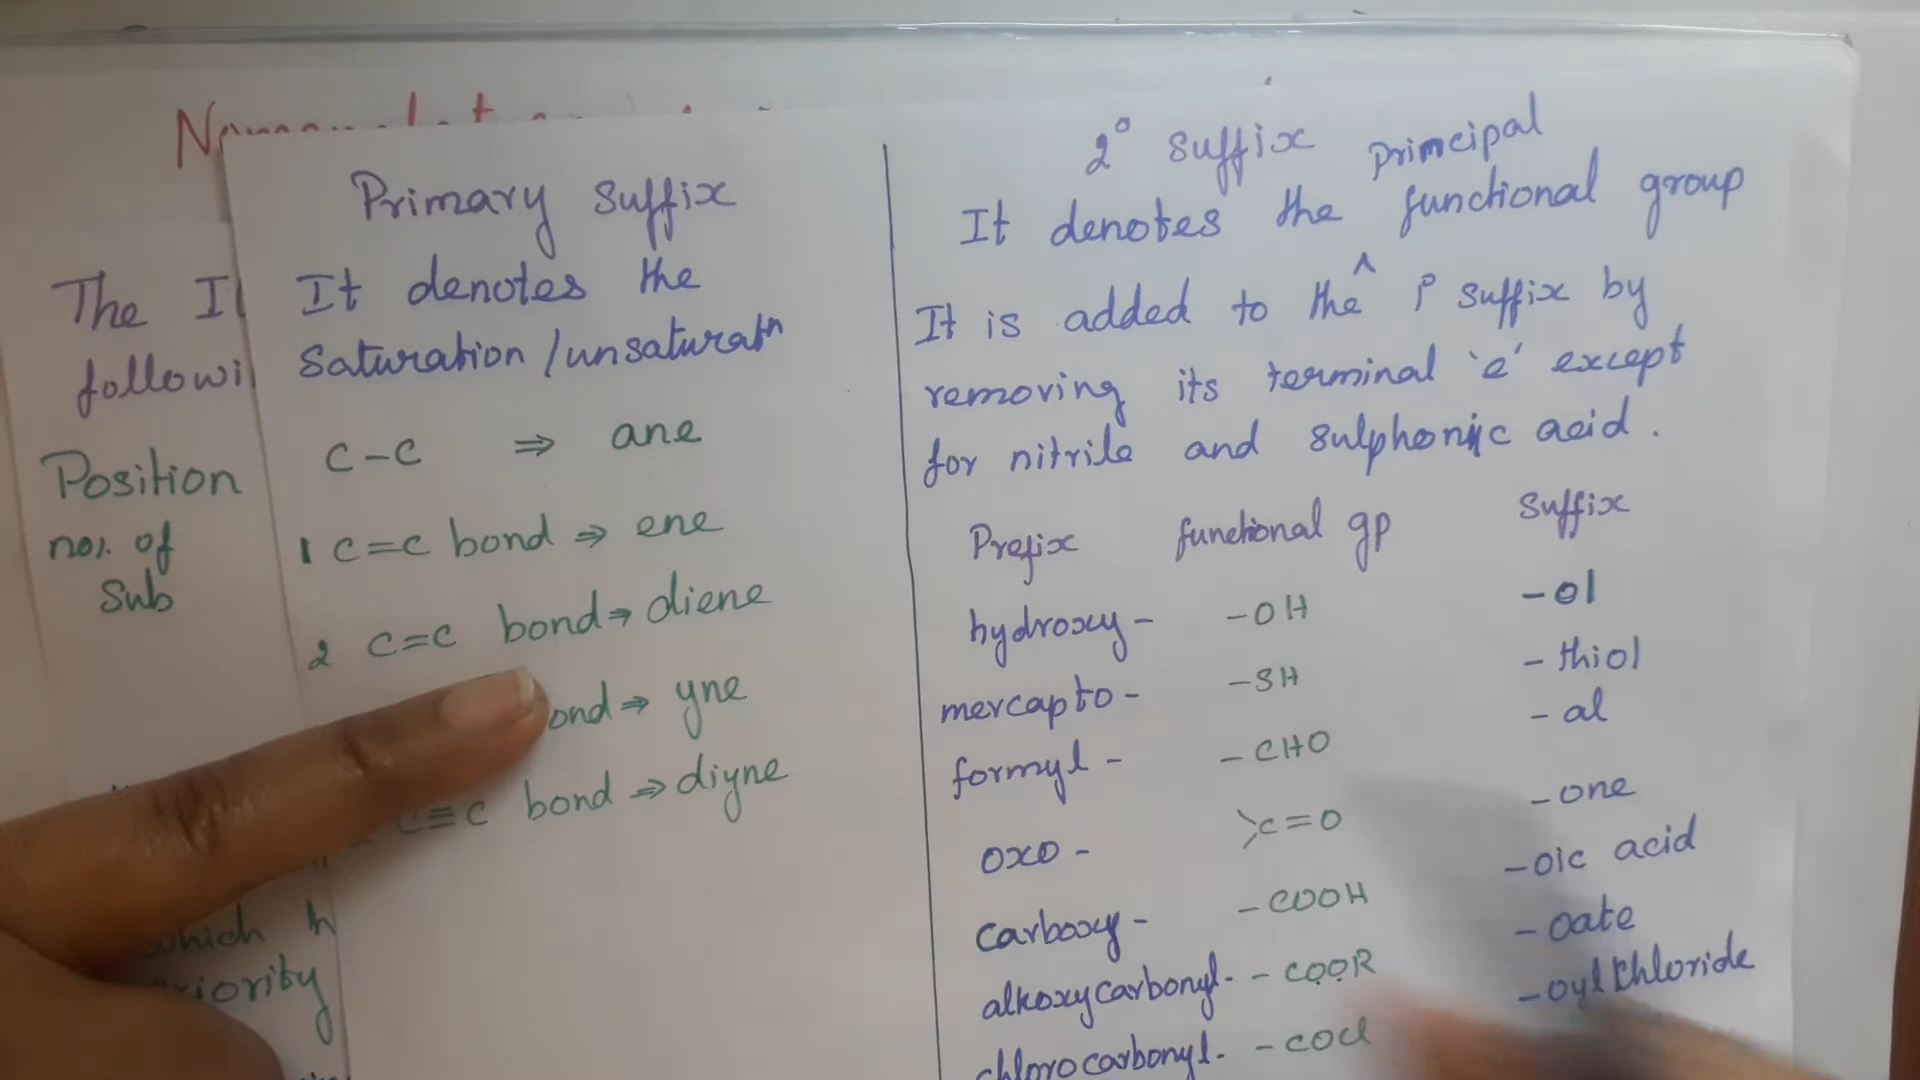 The
followi
Position
nos. of
Sub
which h
Primary Suffix
It denotes the
Saturation/unsaturatn
C-C ⇒ ane
1 C=C bond ⇒ ene
2 C=C bond ⇒ diene
ond ⇒ yne
C≡C bond ⇒ diyne
2° Suffix
It denotes the principal functional group
It is added to the ^ 1° suffix by
removing its terminal 'e' except
for nitrile and sulphonic acid.
Prefix functional gp Suffix
hydroxy- -OH -ol
mercapto- -SH -thiol
formyl- -CHO -al
oxo- >C=O -one
Carboxy- -COOH -oic acid
alkoxycarbonyl- -COOR -oate
chlorocarbonyl- -COCl -oylchloride